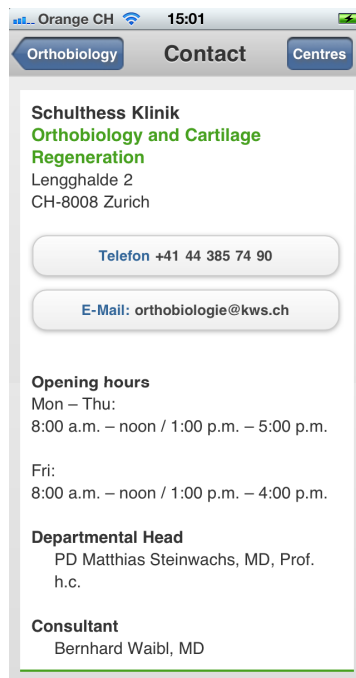 Orange CH 15:01
Orthobiology Contact Centres
Schulthess Klinik
Orthobiology and Cartilage
Regeneration
Lengghalde 2
CH-8008 Zurich
Telefon +41 44 385 74 90
E-Mail: orthobiologie@kws.ch
Opening hours
Mon – Thu:
8:00 a.m. – noon / 1:00 p.m. – 5:00 p.m.
Fri:
8:00 a.m. – noon / 1:00 p.m. – 4:00 p.m.
Departmental Head
PD Matthias Steinwachs, MD, Prof.
h.c.
Consultant
Bernhard Waibl, MD